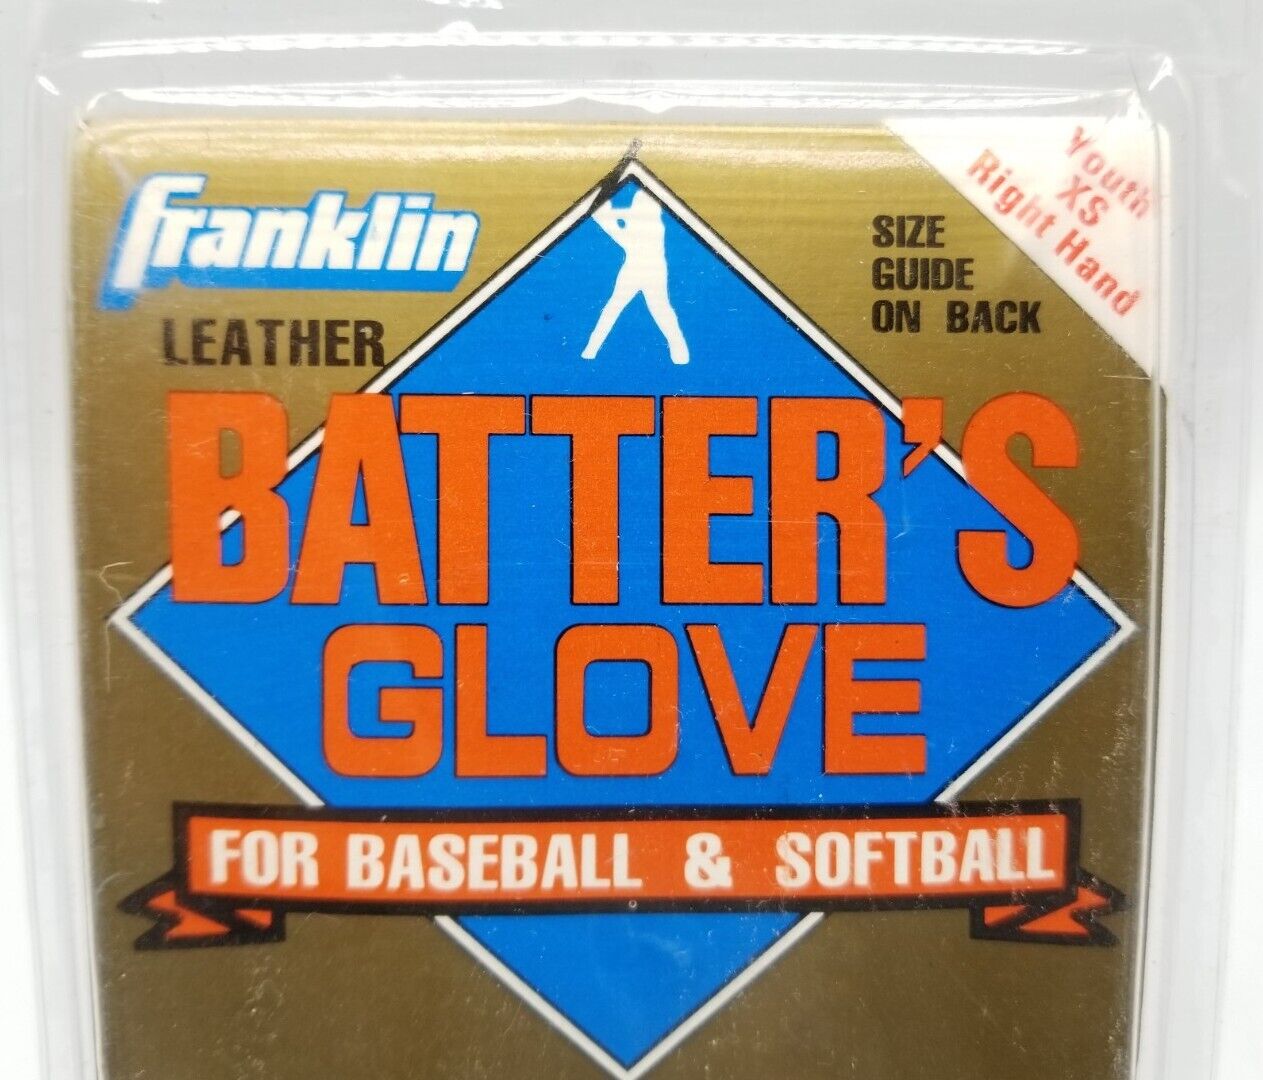 Franklin
LEATHER
BATTER'S
GLOVE
FOR BASEBALL & SOFTBALL
SIZE
GUIDE
ON BACK
Youth
XS
Right Hand